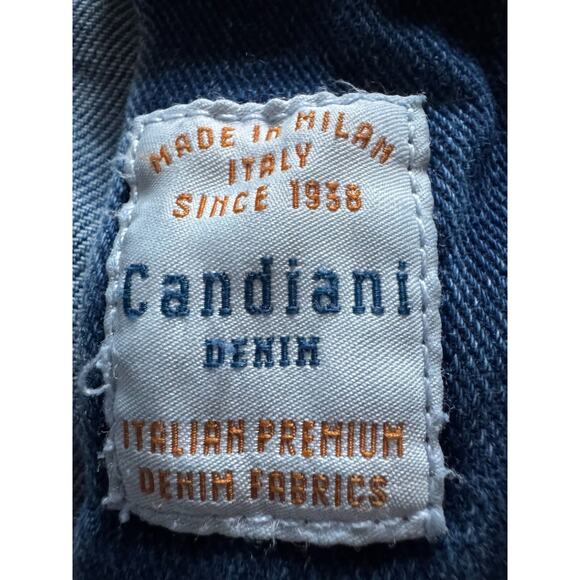 MADE IN MILAN
ITALY
SINCE 1938
Candiani
DENIM
ITALIAN PREMIUM
DENIM FABRICS